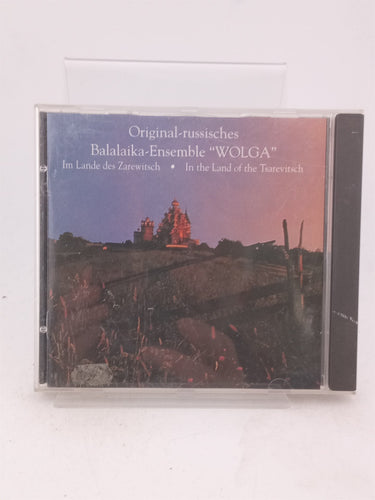 Original-russisches
Balalaika-Ensemble "WOLGA"
Im Lande des Zarewitsch • In the Land of the Tsarevitsch